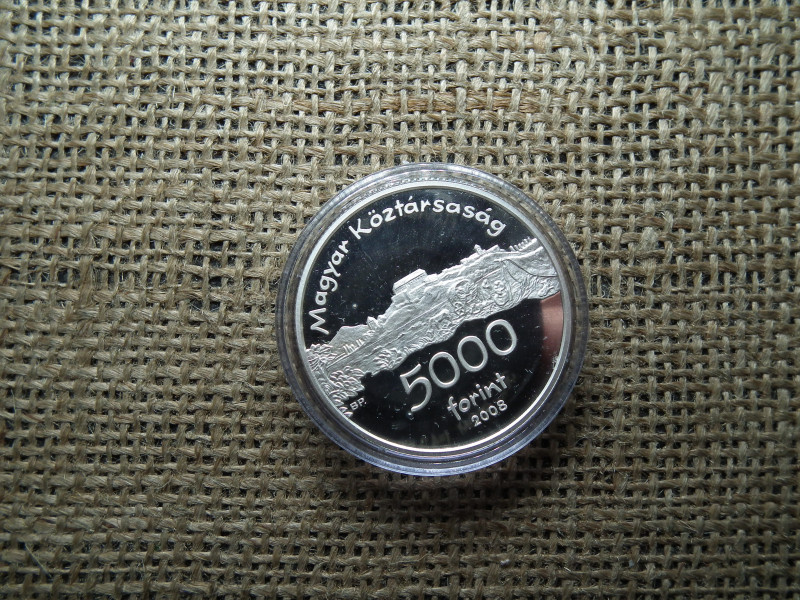 Magyar Köztársaság
5000
forint
2008
BP.